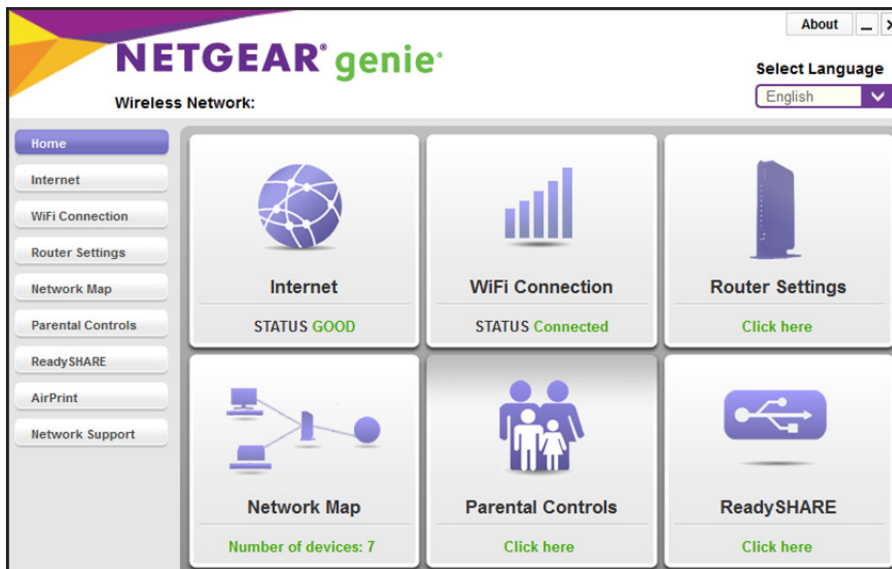 About
NETGEAR® genie®
Select Language
English
Wireless Network:
Home
Internet
WiFi Connection
Router Settings
Network Map
Parental Controls
ReadySHARE
AirPrint
Network Support
Internet
STATUS GOOD
WiFi Connection
STATUS Connected
Router Settings
Click here
Network Map
Number of devices: 7
Parental Controls
Click here
ReadySHARE
Click here